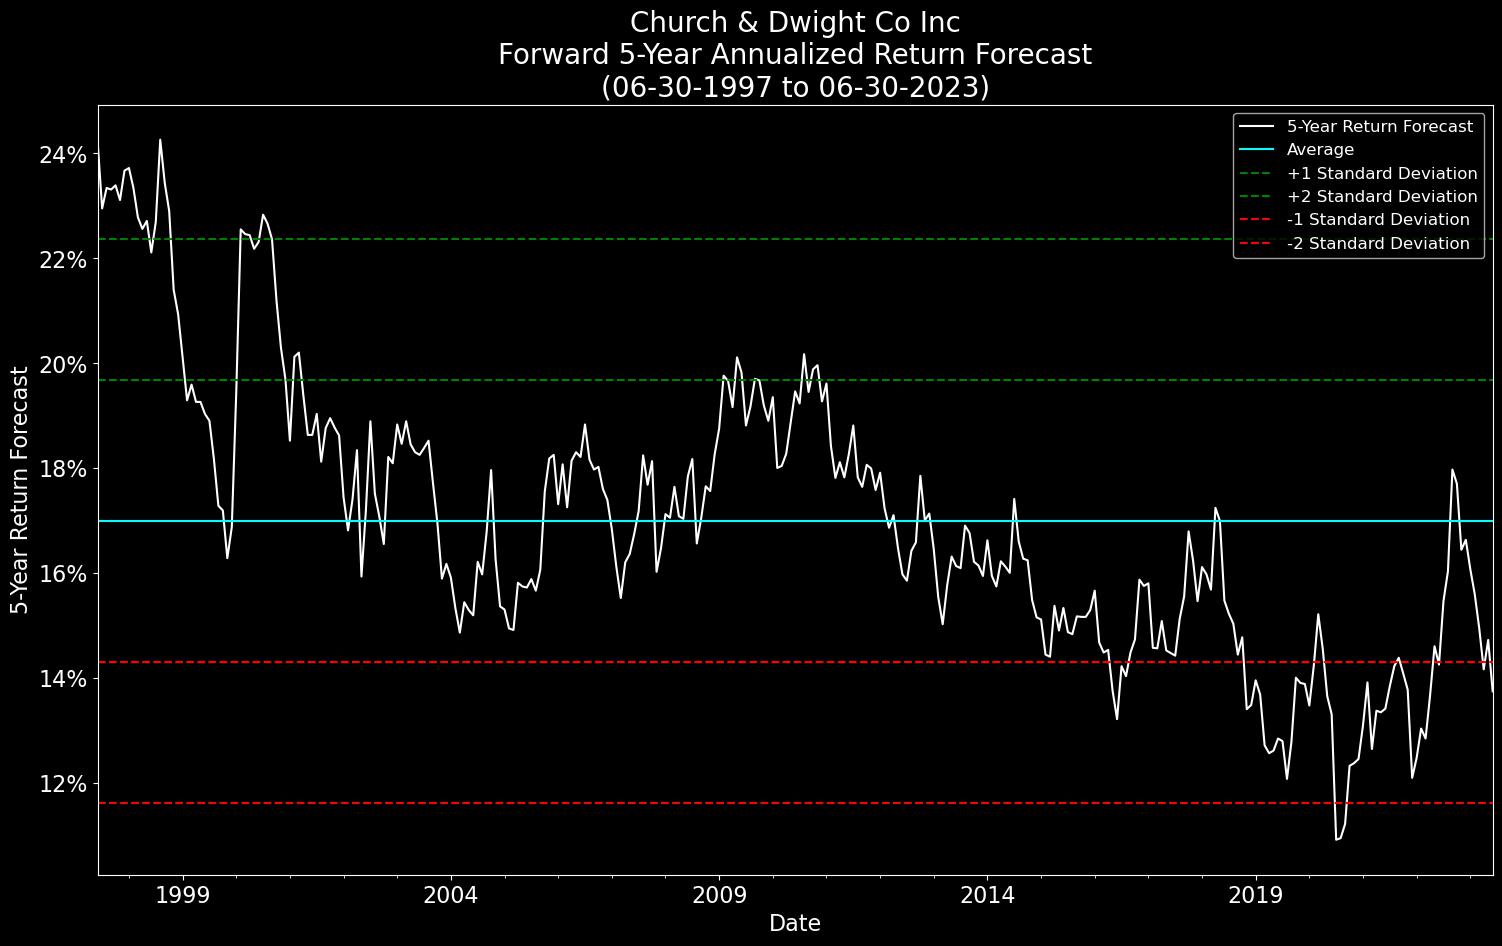 Church & Dwight Co Inc
Forward 5-Year Annualized Return Forecast
(06-30-1997 to 06-30-2023)
5-Year Return Forecast
Average
+1 Standard Deviation
+2 Standard Deviation
-1 Standard Deviation
-2 Standard Deviation
5-Year Return Forecast
24%
22%
20%
18%
16%
14%
12%
1999
2004
2009
2014
2019
Date